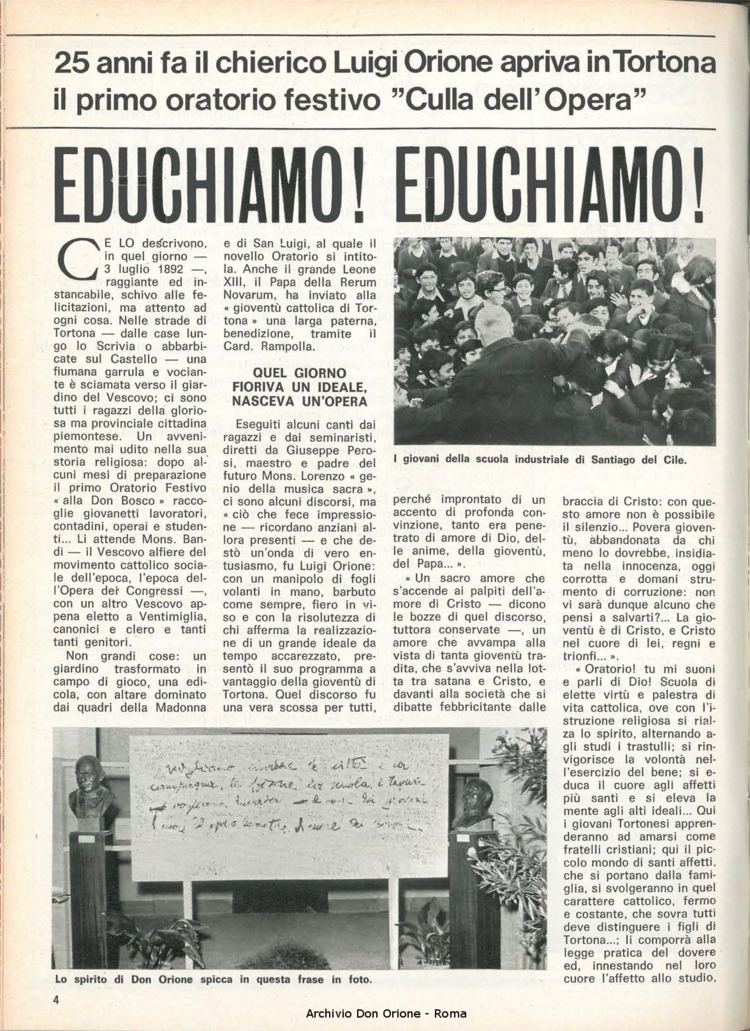 25 anni fa il chierico Luigi Orione apriva in Tortona
il primo oratorio festivo "Culla dell'Opera"
EDUCHIAMO! EDUCHIAMO!
CE LO descrivono,
in quel giorno —
3 luglio 1892 —,
raggiante ed in-
stancabile, schivo alle fe-
licitazioni, ma attento ad
ogni cosa. Nelle strade di
Tortona — dalle case lun-
go lo Scrivia o abbarbi-
cate sul Castello — una
fiumana garrula e vocian-
te è sciamata verso il giar-
dino del Vescovo; ci sono
tutti i ragazzi della glorio-
sa ma provinciale cittadina
piemontese. Un avveni-
mento mai udito nella sua
storia religiosa: dopo al-
cuni mesi di preparazione
il primo Oratorio Festivo
« alla Don Bosco » racco-
glie giovanetti lavoratori,
contadini, operai e studen-
ti... Li attende Mons. Ban-
di — il Vescovo alfiere del
movimento cattolico socia-
le dell'epoca, l'epoca del-
l'Opera dei Congressi —,
con un altro Vescovo ap-
pena eletto a Ventimiglia,
canonici e clero e tanti
tanti genitori.
Non grandi cose: un
giardino trasformato in
campo di gioco, una edi-
cola, con altare dominato
dai quadri della Madonna
e di San Luigi, al quale il
novello Oratorio si intito-
la. Anche il grande Leone
XIII, il Papa della Rerum
Novarum, ha inviato alla
« gioventù cattolica di Tor-
tona » una larga paterna,
benedizione, tramite il
Card. Rampolla.
QUEL GIORNO
FIORIVA UN IDEALE,
NASCEVA UN'OPERA
Eseguiti alcuni canti dai
ragazzi e dai seminaristi,
diretti da Giuseppe Pero-
si, maestro e padre del
futuro Mons. Lorenzo « ge-
nio della musica sacra »,
ci sono alcuni discorsi, ma
« ciò che fece impressio-
ne — ricordano anziani al-
lora presenti — e che de-
stò un'onda di vero en-
tusiasmo, fu Luigi Orione:
con un manipolo di fogli
volanti in mano, barbuto
come sempre, fiero in vi-
so e con la risolutezza di
chi afferma la realizzazio-
ne di un grande ideale da
tempo accarezzato, pre-
sentò il suo programma a
vantaggio della gioventù di
Tortona. Quel discorso fu
una vera scossa per tutti,
I giovani della scuola industriale di Santiago del Cile.
perché improntato di un
accento di profonda con-
vinzione, tanto era pene-
trato di amore di Dio, del-
le anime, della gioventù,
del Papa... ».
« Un sacro amore che
s'accende ai palpiti dell'a-
more di Cristo — dicono
le bozze di quel discorso,
tuttora conservate —, un
amore che avvampa alla
vista di tanta gioventù tra-
dita, che s'avviva nella lot-
ta tra satana e Cristo, e
davanti alla società che si
dibatte febbricitante dalle
braccia di Cristo: con que-
sto amore non è possibile
il silenzio... Povera gioven-
tù, abbandonata da chi
meno lo dovrebbe, insidia-
ta nella innocenza, oggi
corrotta e domani stru-
mento di corruzione: non
vi sarà dunque alcuno che
pensi a salvarti?... La gio-
ventù è di Cristo, e Cristo
nel cuore di lei, regni e
trionfi... ».
« Oratorio! tu mi suoni
e parli di Dio! Scuola di
elette virtù e palestra di
vita cattolica, ove con l'i-
struzione religiosa si rial-
za lo spirito, alternando a-
gli studi i trastulli; si rin-
vigorisce la volontà nel-
l'esercizio del bene; si e-
duca il cuore agli affetti
più santi e si eleva la
mente agli alti ideali... Qui
i giovani Tortonesi appren-
deranno ad amarsi come
fratelli cristiani; qui il pic-
colo mondo di santi affetti,
che si portano dalla fami-
glia, si svolgeranno in quel
carattere cattolico, fermo
e costante, che sovra tutti
deve distinguere i figli di
Tortona...; li comporrà alla
legge pratica del dovere
ed, innestando nel loro
cuore l'affetto allo studio,
Lo spirito di Don Orione spicca in questa frase in foto.
4
Archivio Don Orione - Roma